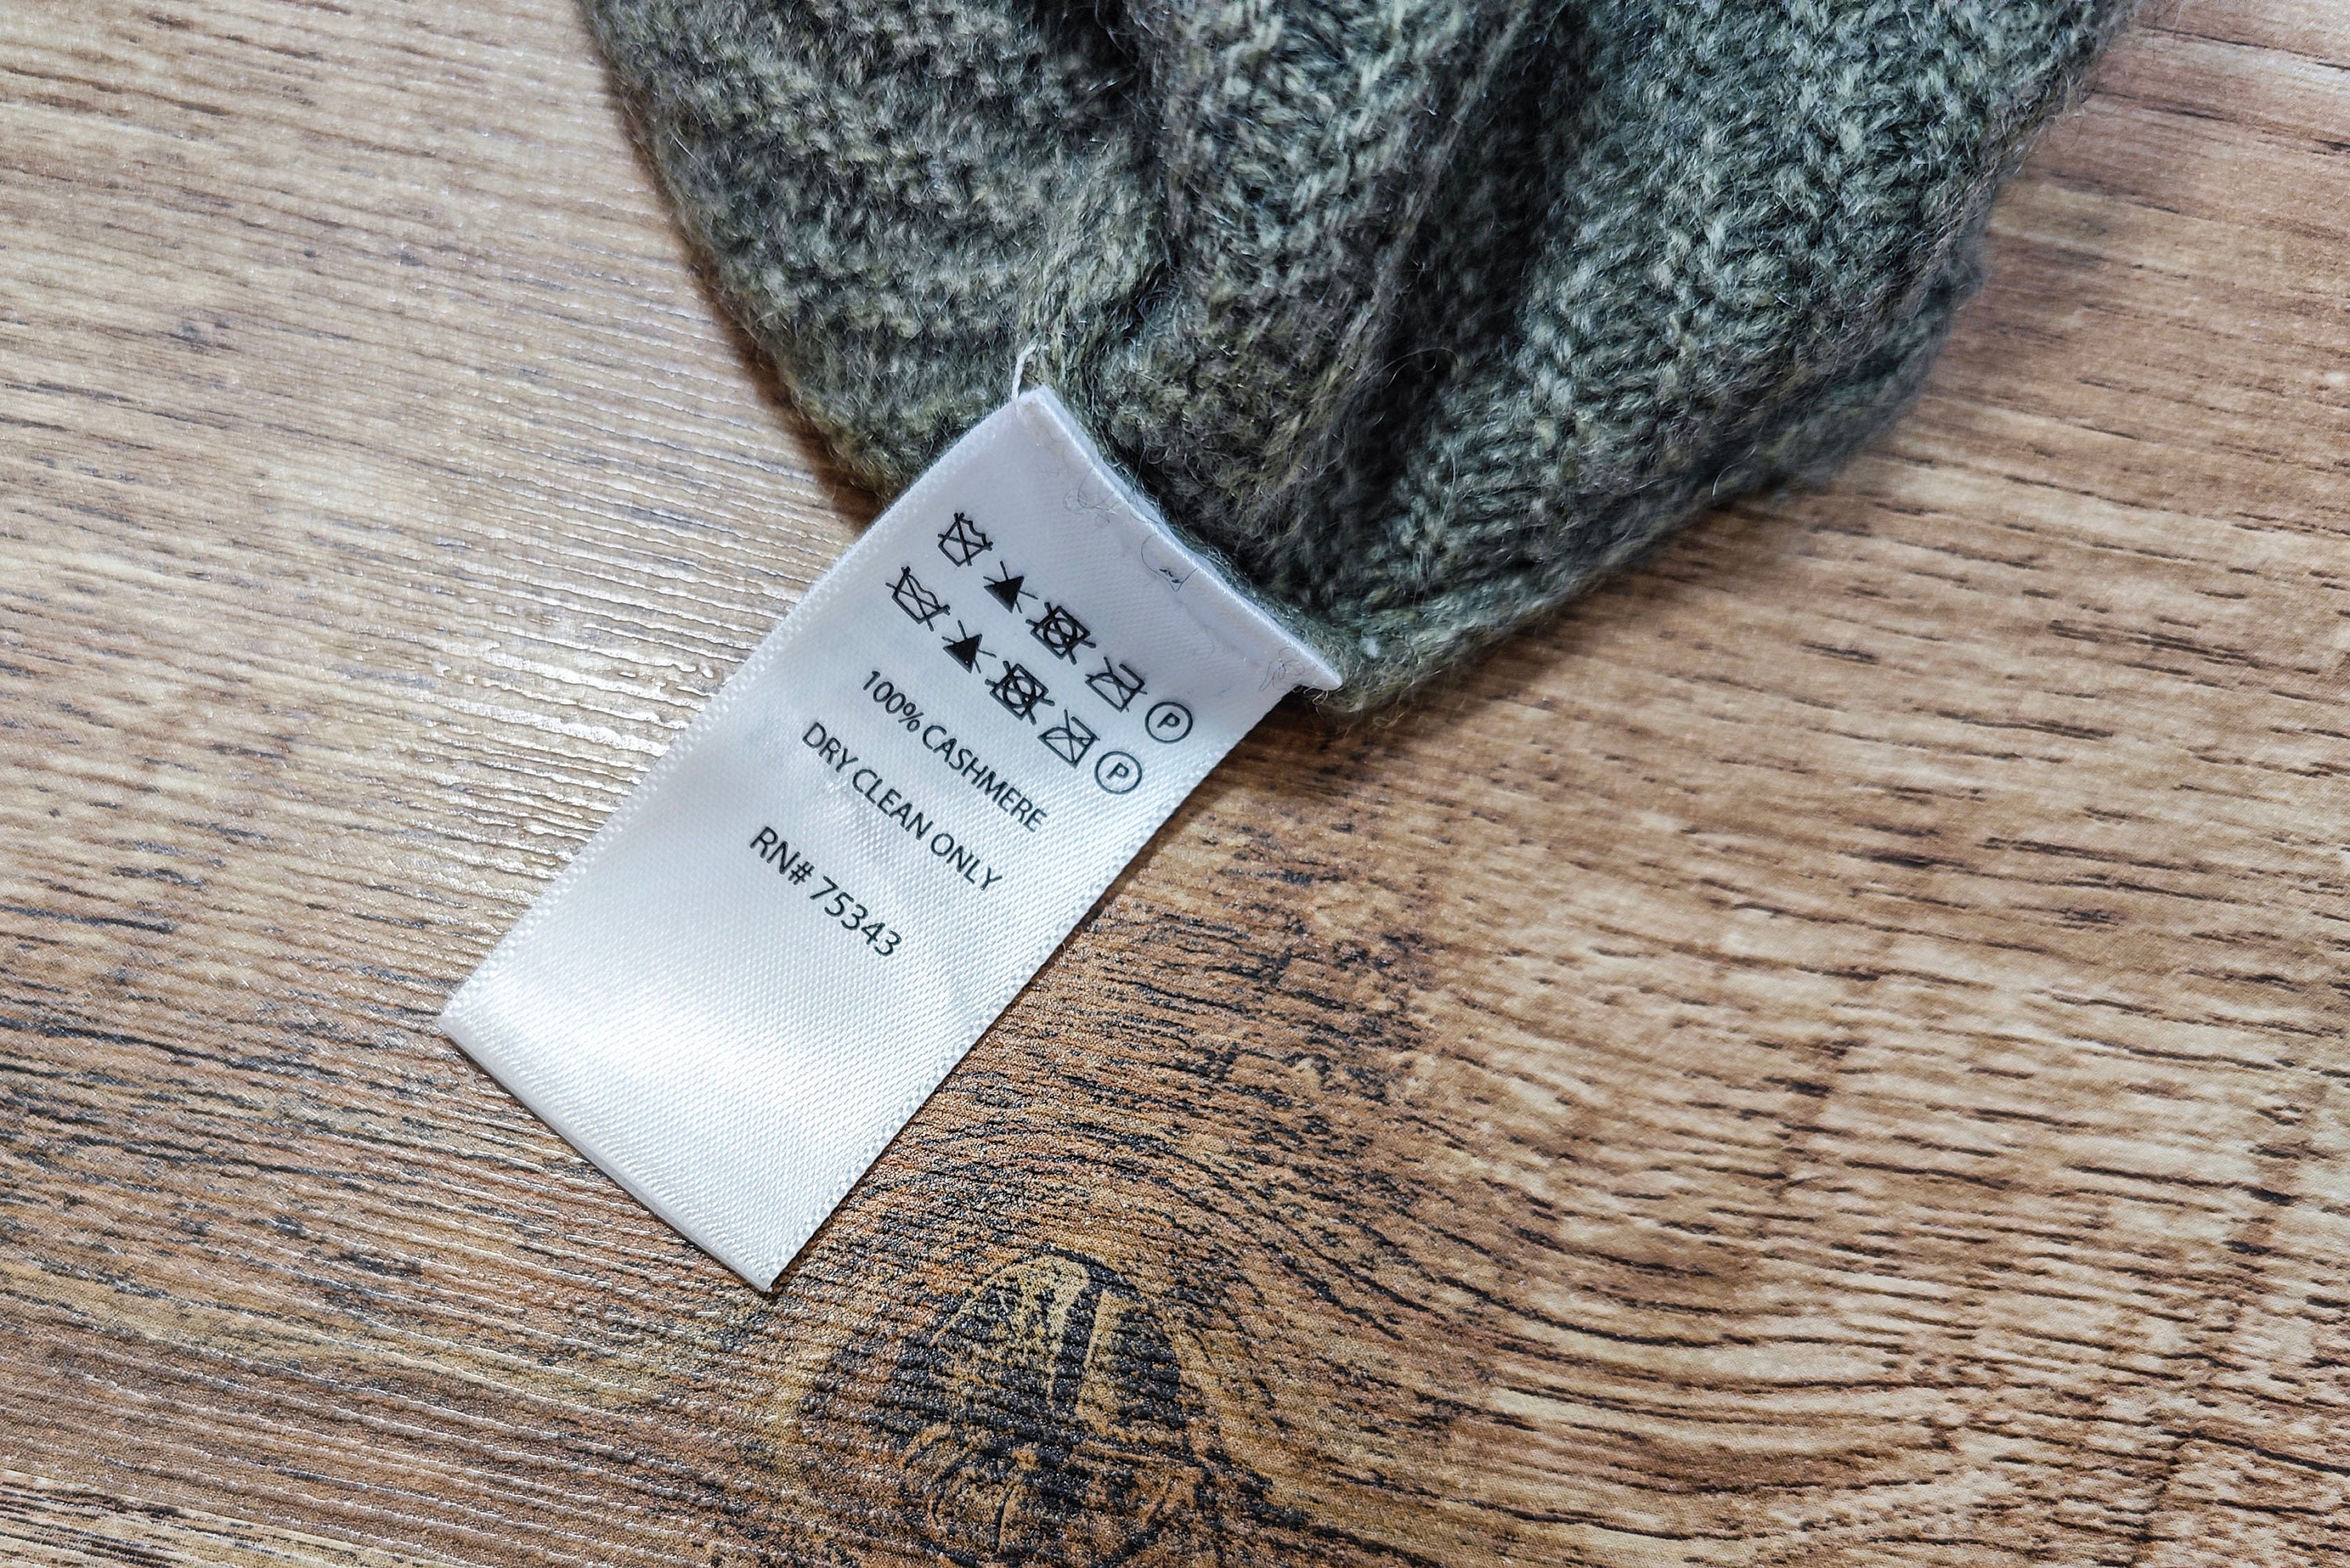 P
P
100% CASHMERE
DRY CLEAN ONLY
RN# 75343